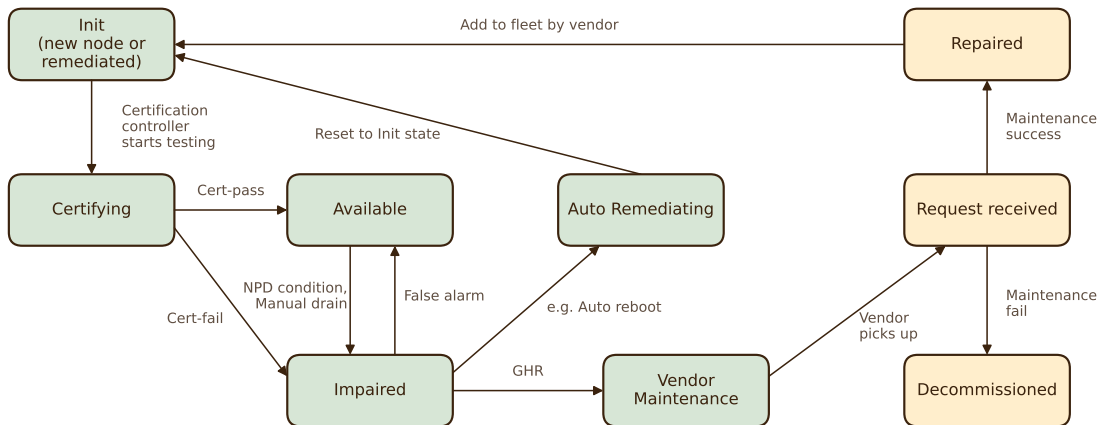 Init
(new node or
remediated)
Add to fleet by vendor
Repaired
Certification
controller
starts testing
Reset to Init state
Maintenance
success
Certifying
Cert-pass
Available
Auto Remediating
Request received
NPD condition,
Manual drain
False alarm
e.g. Auto reboot
Cert-fail
Vendor
picks up
Maintenance
fail
Impaired
GHR
Vendor
Maintenance
Decommissioned